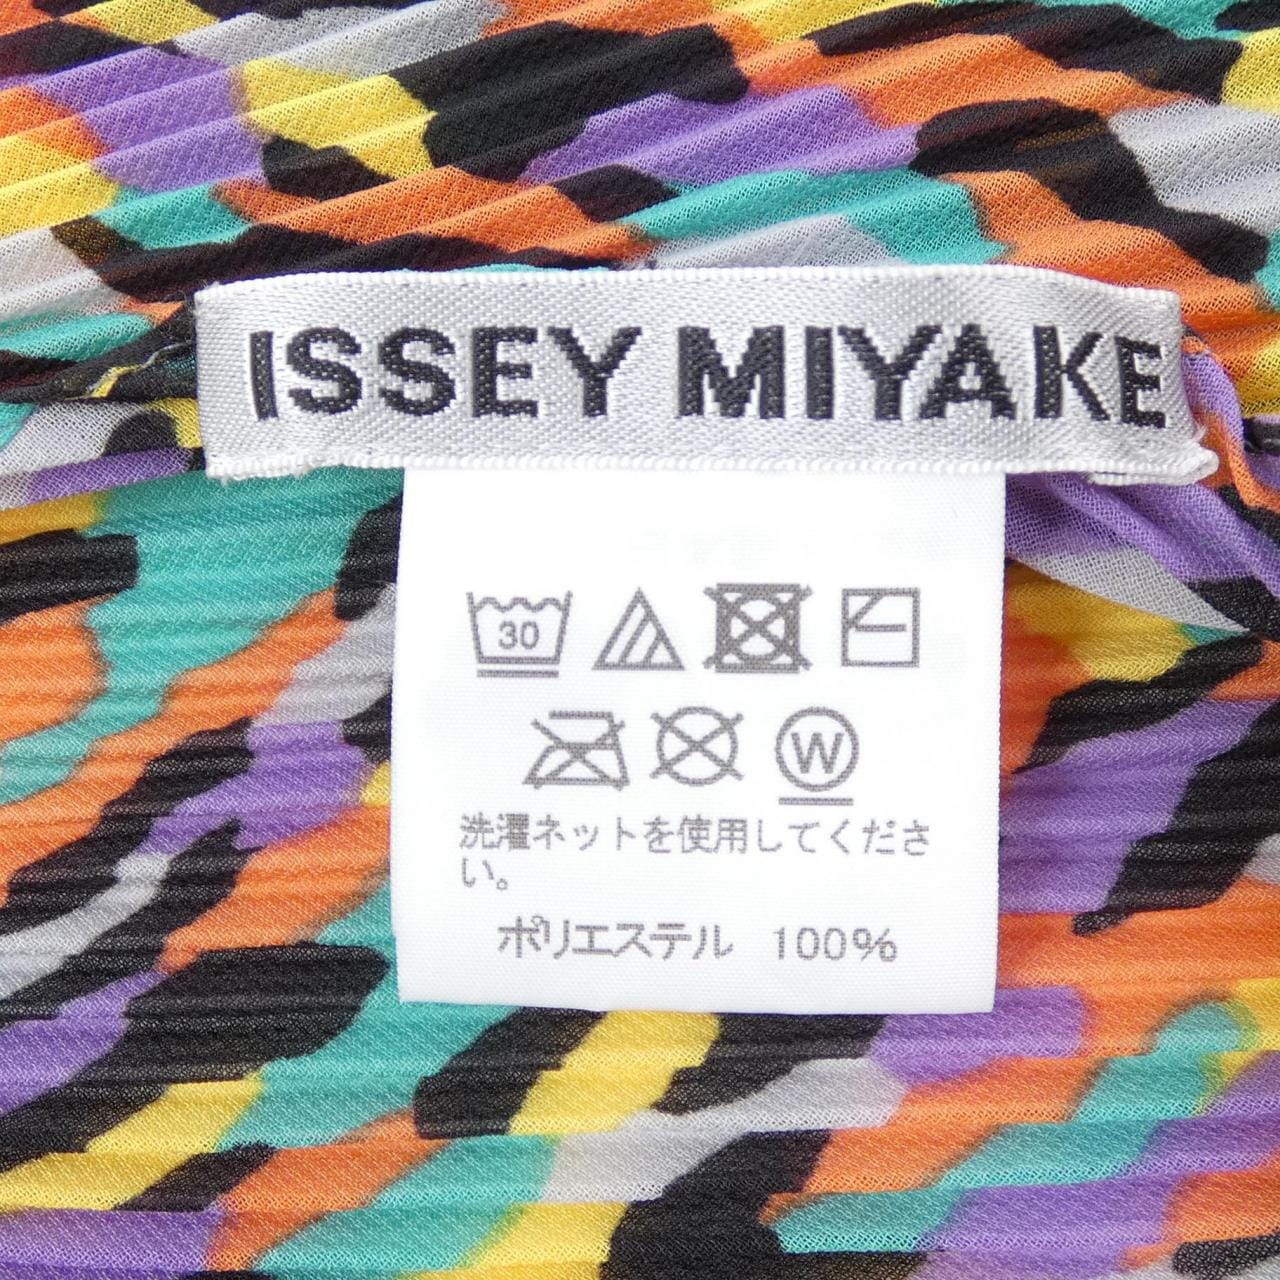 ISSEY MIYAKE
30
W
洗濯ネットを使用してくださ
い。
ポリエステル 100%